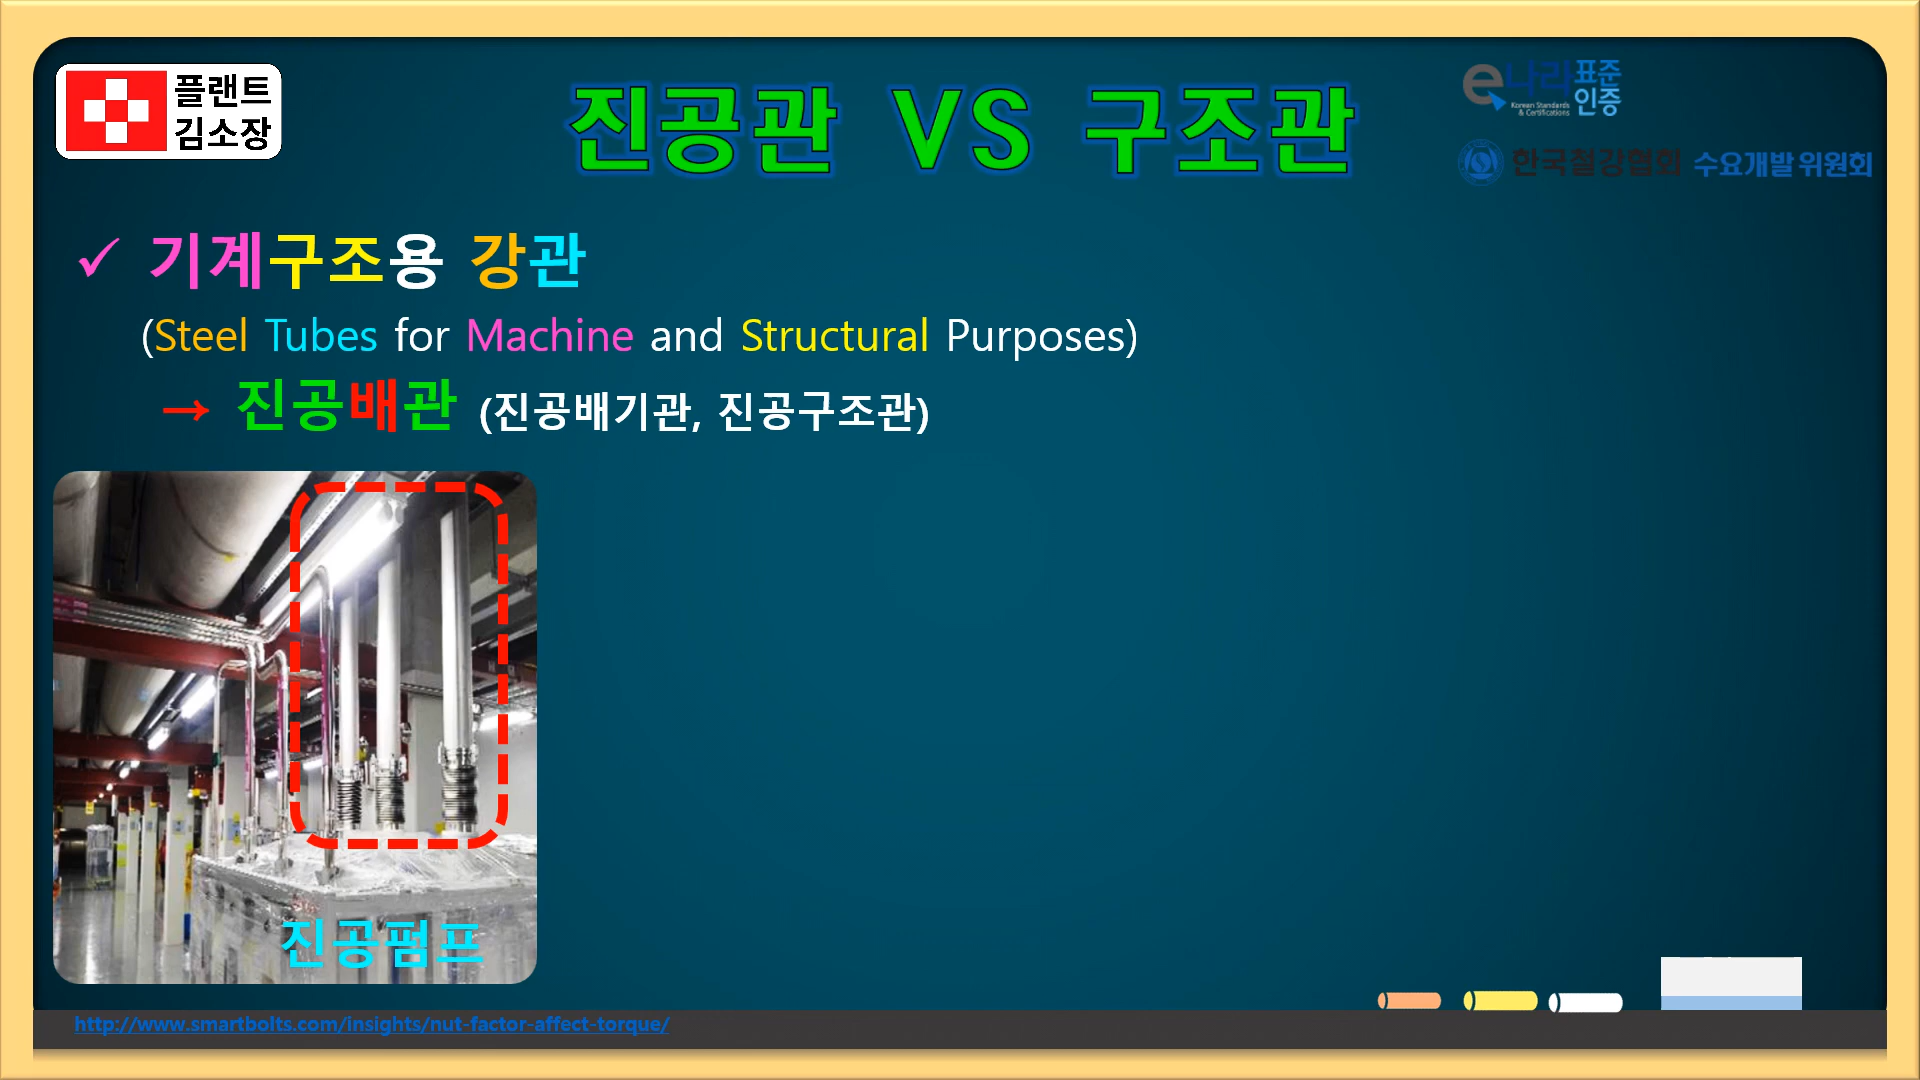 플랜트
김소장
진공관 VS 구조관
e나라 표준인증
Korean Standards & Certifications
한국철강협회 수요개발위원회
✓ 기계구조용 강관
(Steel Tubes for Machine and Structural Purposes)
→ 진공배관 (진공배기관, 진공구조관)
진공펌프
http://www.smartbolts.com/insights/nut-factor-affect-torque/